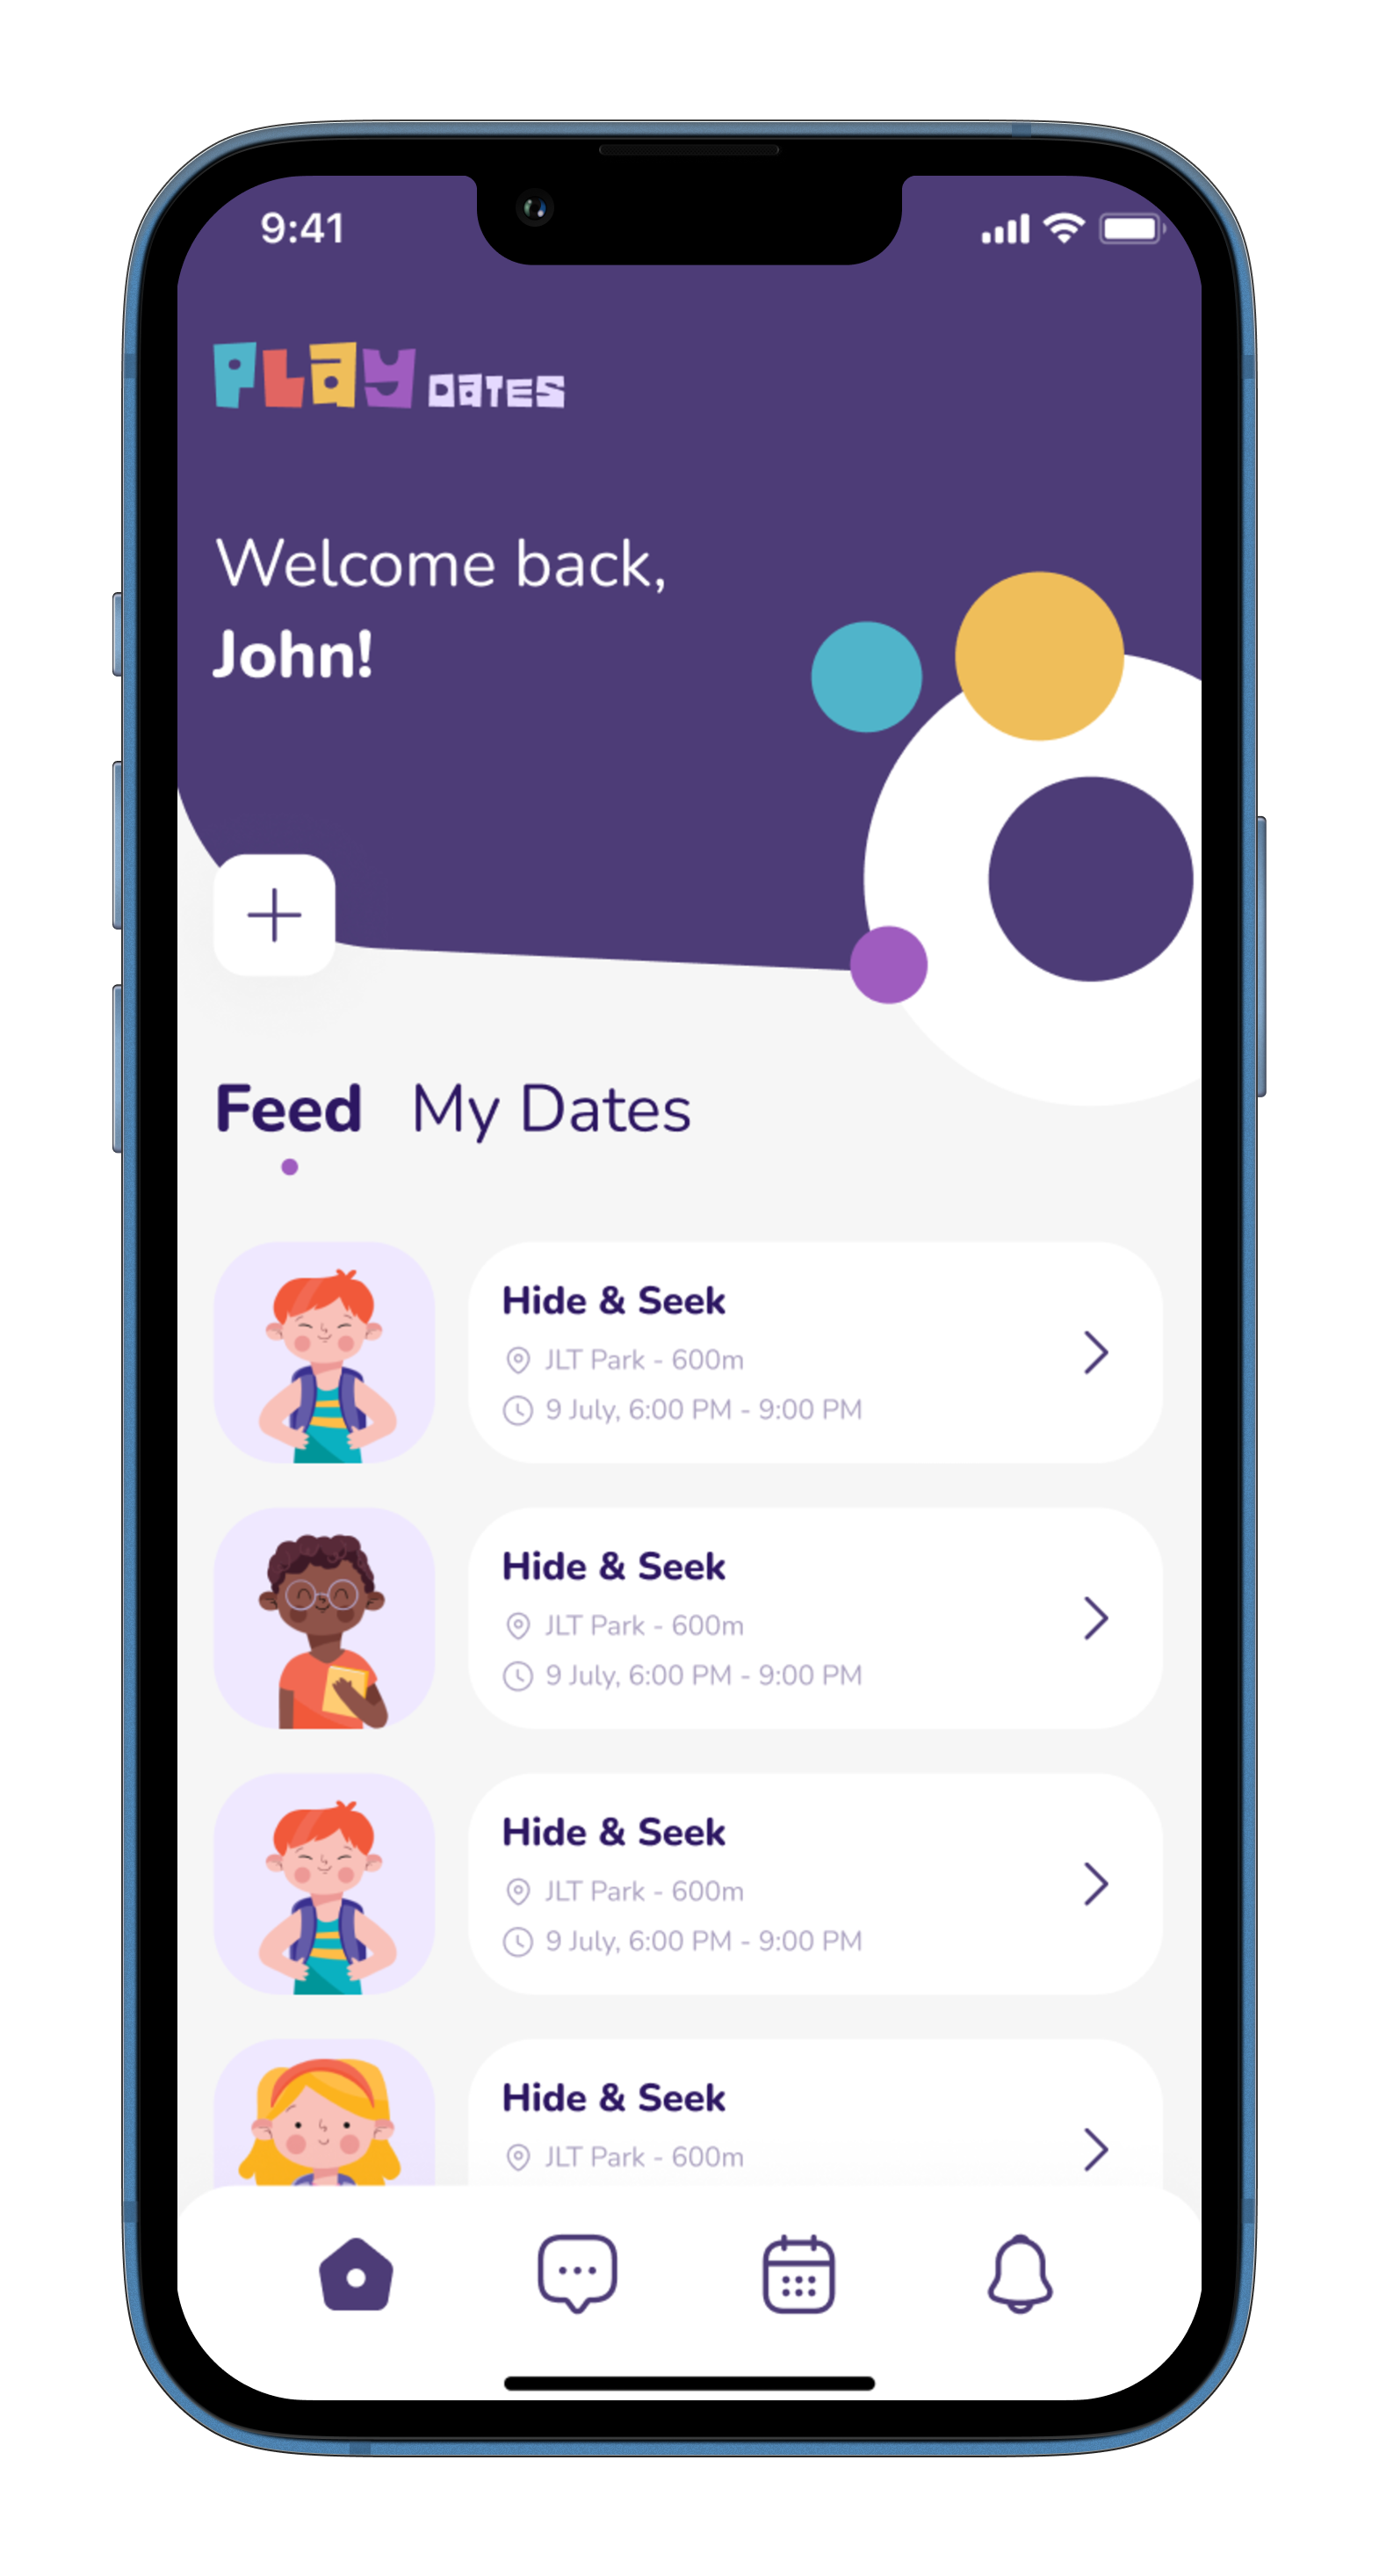 9:41
PLAY DATES
Welcome back,
John!
Feed My Dates
Hide & Seek
JLT Park - 600m
9 July, 6:00 PM - 9:00 PM
Hide & Seek
JLT Park - 600m
9 July, 6:00 PM - 9:00 PM
Hide & Seek
JLT Park - 600m
9 July, 6:00 PM - 9:00 PM
Hide & Seek
JLT Park - 600m